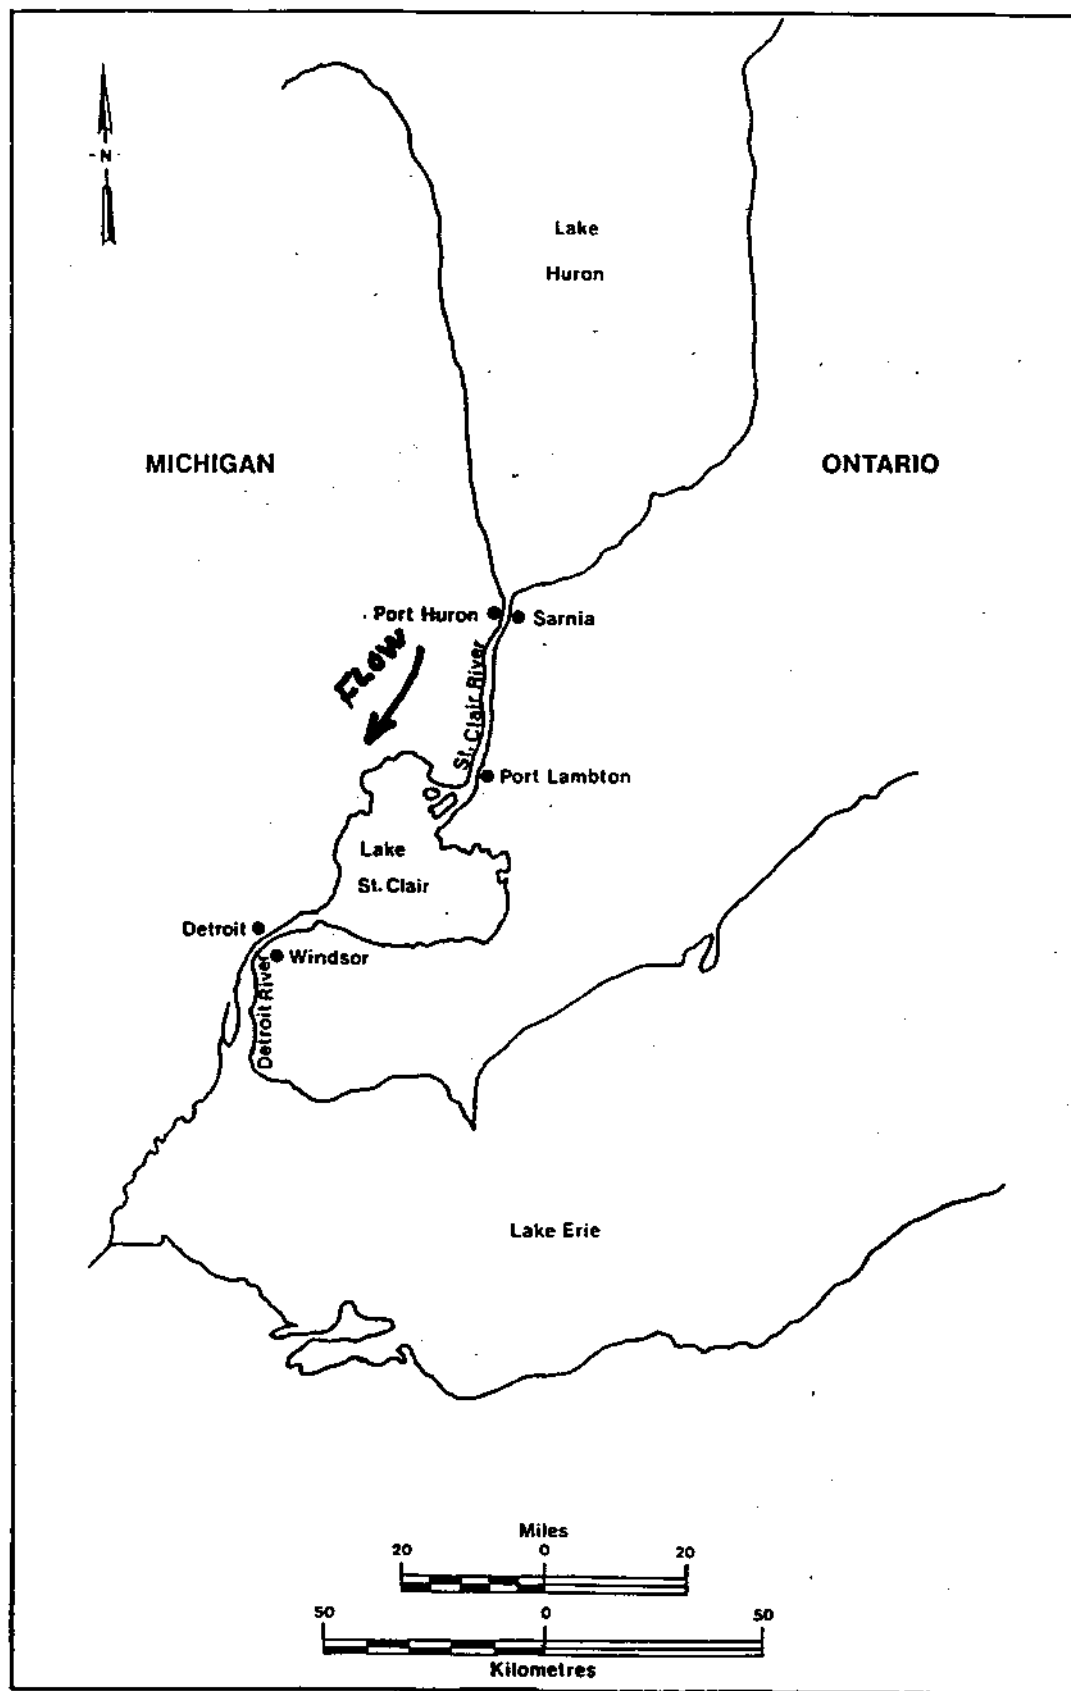 - N -
Lake
Huron
MICHIGAN
ONTARIO
Port Huron
Sarnia
FLOW
St. Clair River
Port Lambton
Lake
St. Clair
Detroit
Windsor
Detroit River
Lake Erie
Miles
20 0 20
50 0 50
Kilometres